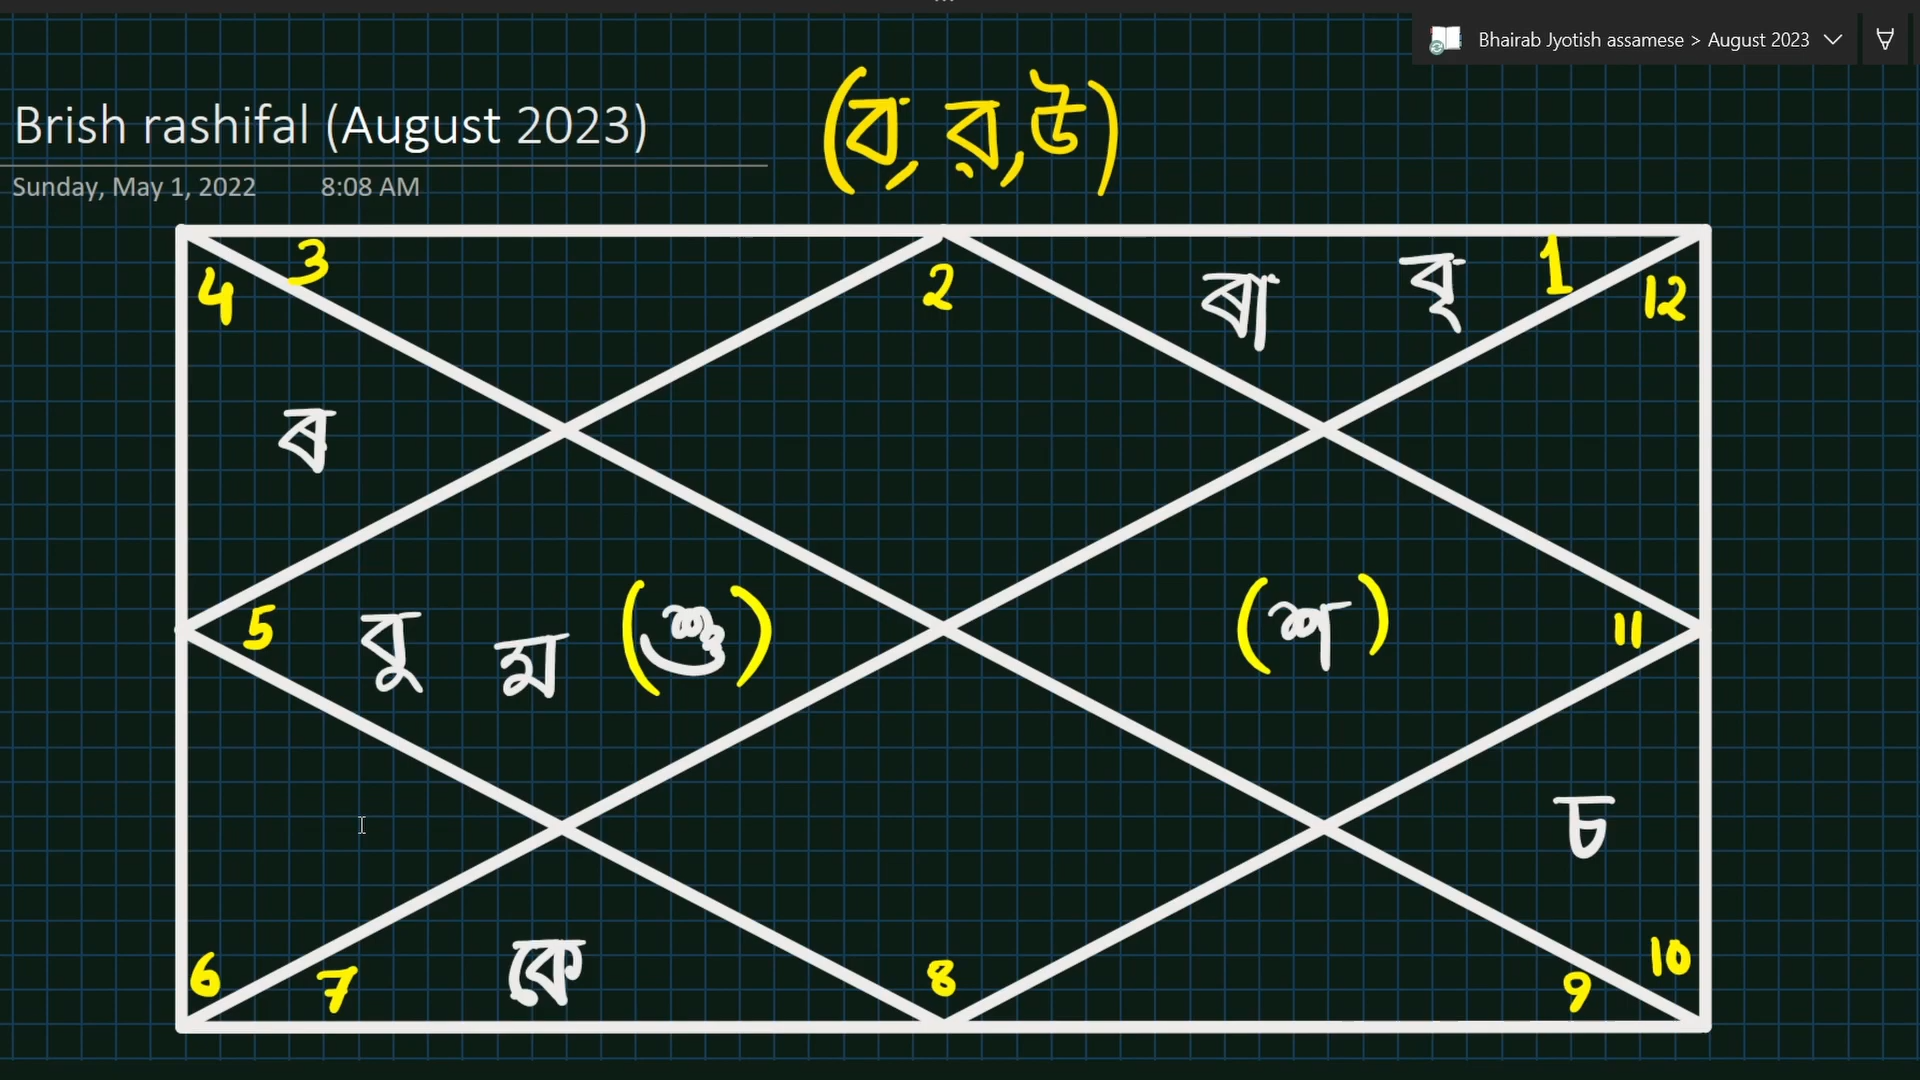 Bhairab Jyotish assamese > August 2023
Brish rashifal (August 2023)
(ব, র, উ)
Sunday, May 1, 2022 8:08 AM
3 2 ৰা বৃ 1
4 12
ৰ
5 বু ম (শু) (শ) 11
চ
6 7 কে 8 9 10